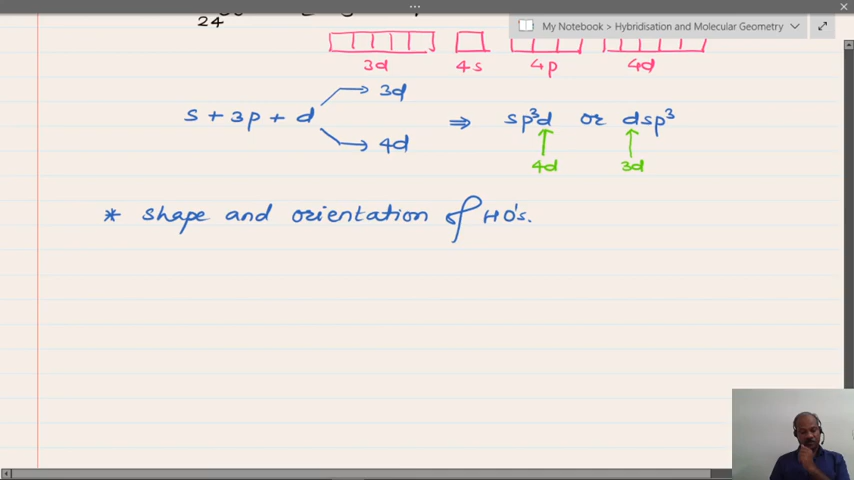 24
My Notebook > Hybridisation and Molecular Geometry
3d 4s 4p 4d
3d
s + 3p + d ⇒ sp³d or dsp³
4d
4d 3d
* shape and orientation of HO's.